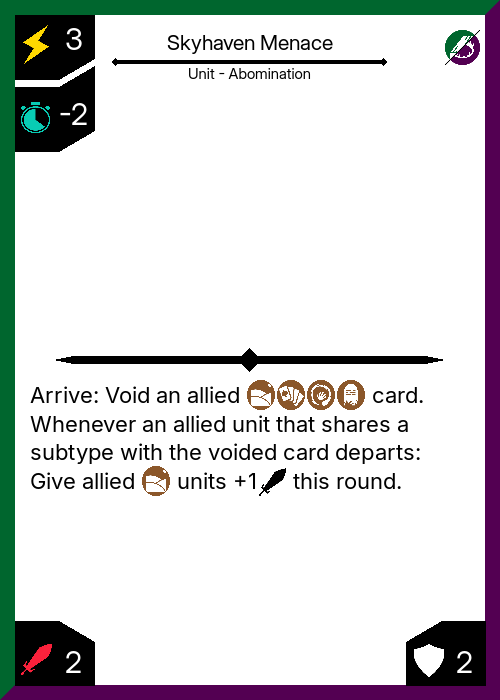 3
Skyhaven Menace
Unit - Abomination
-2
Arrive: Void an allied card.
Whenever an allied unit that shares a
subtype with the voided card departs:
Give allied units +1 this round.
2
2